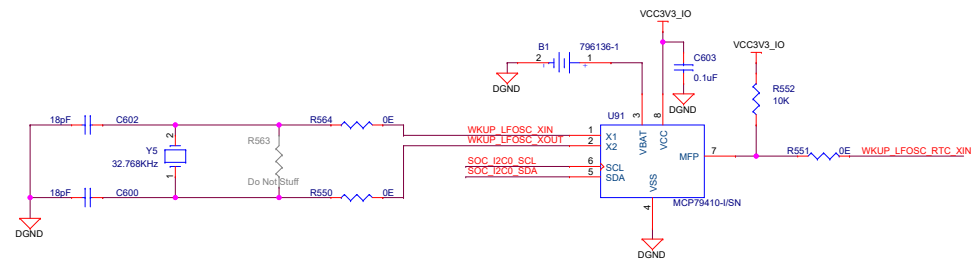 VCC3V3_IO
B1
796136-1
VCC3V3_IO
2
1
-
+
C603
0.1uF
DGND
DGND
R552
10K
U91
18pF
C602
R564
0E
3
8
WKUP_LFOSC_XIN
1
X1
VBAT
VCC
2
Y5
32.768KHz
1
R563
Do Not Stuff
WKUP_LFOSC_XOUT
2
X2
MFP
7
R551
0E
WKUP_LFOSC_RTC_XIN
SOC_I2C0_SCL
6
SCL
SOC_I2C0_SDA
5
SDA
VSS
18pF
C600
R550
0E
4
MCP79410-I/SN
DGND
DGND